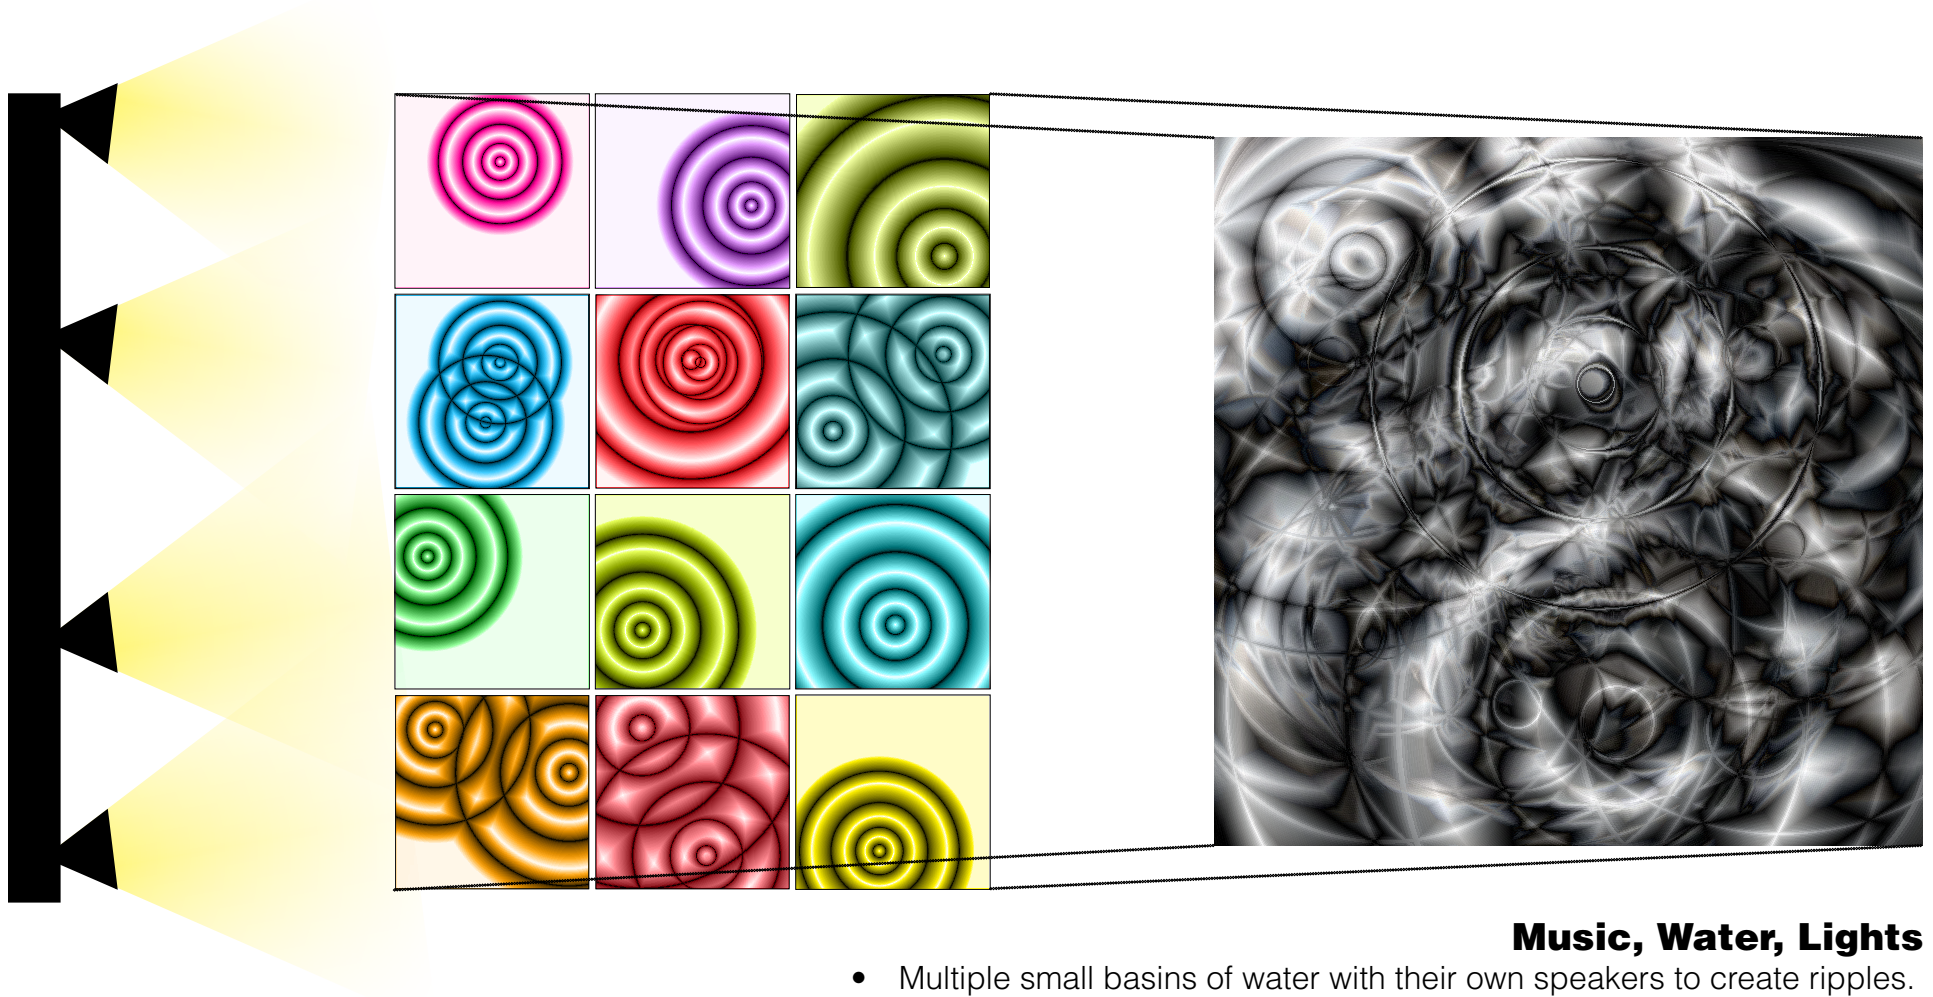 Music, Water, Lights
• Multiple small basins of water with their own speakers to create ripples.